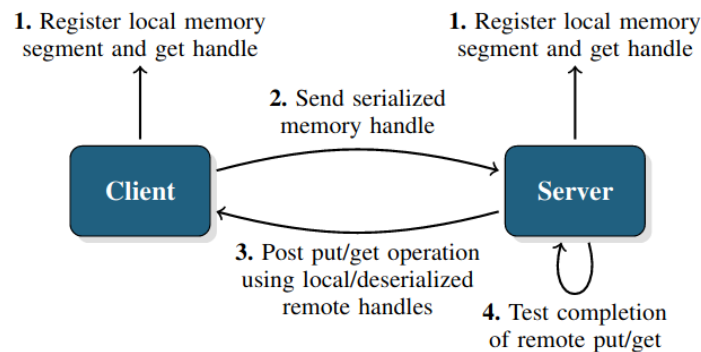 1. Register local memory
segment and get handle
1. Register local memory
segment and get handle
2. Send serialized
memory handle
Client
Server
3. Post put/get operation
using local/deserialized
remote handles
4. Test completion
of remote put/get